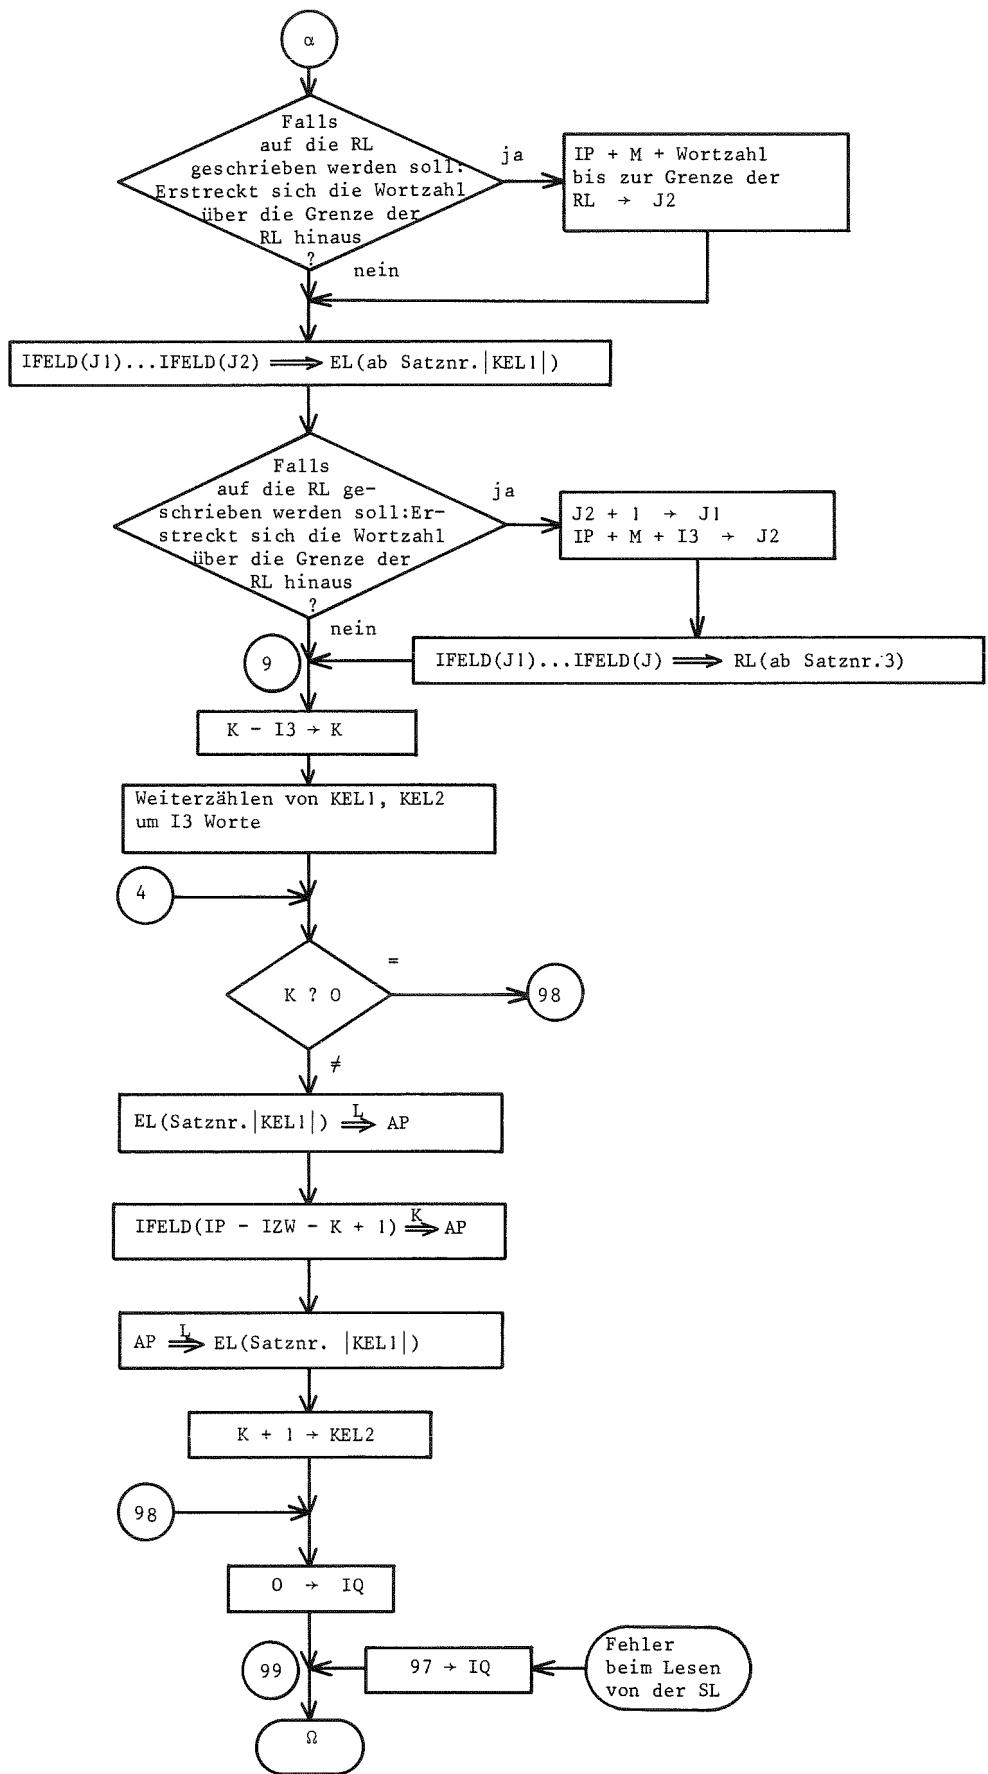 α
Falls
auf die RL
geschrieben werden soll:
Erstreckt sich die Wortzahl
über die Grenze der
RL hinaus
?
ja
IP + M + Wortzahl
bis zur Grenze der
RL → J2
nein
IFELD(J1)...IFELD(J2) ⟹ EL(ab Satznr.|KEL1|)
Falls
auf die RL ge-
schrieben werden soll:Er-
streckt sich die Wortzahl
über die Grenze der
RL hinaus
?
ja
J2 + 1 → J1
IP + M + I3 → J2
nein
9
IFELD(J1)...IFELD(J) ⟹ RL(ab Satznr.3)
K - I3 → K
Weiterzählen von KEL1, KEL2
um I3 Worte
4
K ? O
=
98
≠
EL(Satznr.|KEL1|) L⟹ AP
IFELD(IP - IZW - K + 1) K⟹ AP
AP L⟹ EL(Satznr. |KEL1|)
K + 1 → KEL2
98
O → IQ
99
97 → IQ
Fehler
beim Lesen
von der SL
Ω